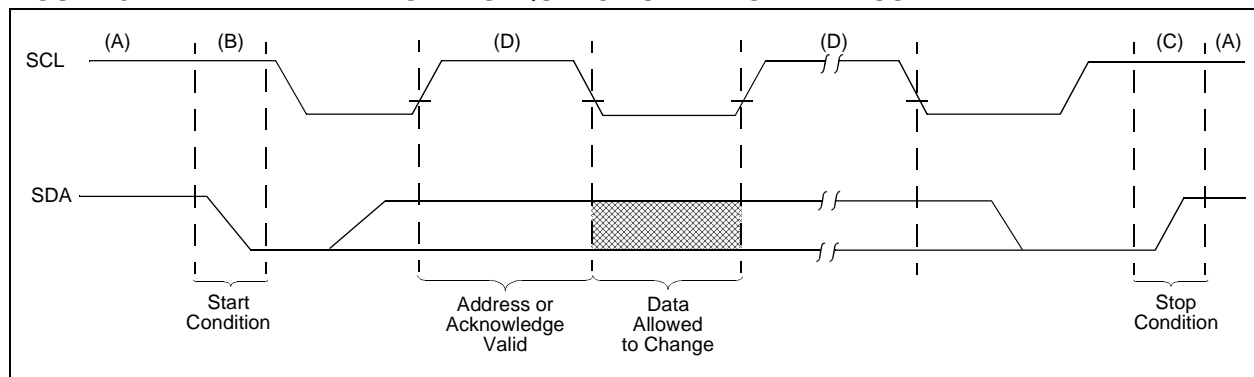 (A) (B) (D) (D) (C) (A)
SCL
SDA
Start
Condition
Address or
Acknowledge
Valid
Data
Allowed
to Change
Stop
Condition